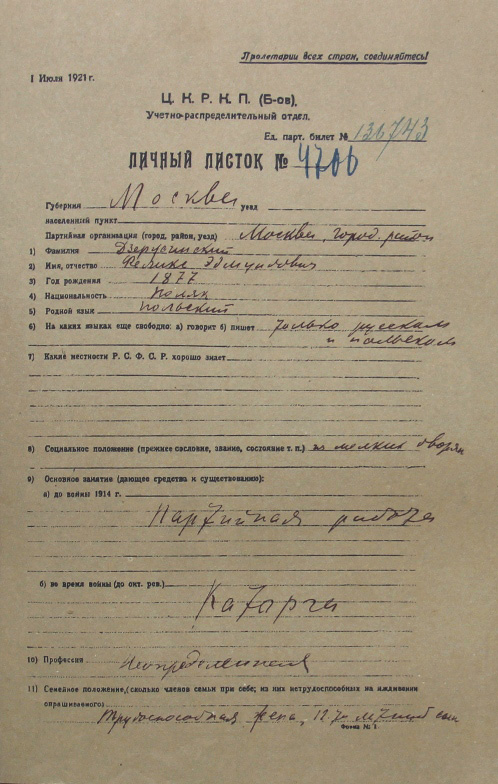 Пролетарии всех стран, соединяйтесь!
1 Июля 1921 г.
Ц. К. Р. К. П. (Б-ов).
Учетно-распределительный отдел.
Ед. парт. билет № 136743
ЛИЧНЫЙ ЛИСТОК № 4706
Губерния Москва уезд
населенный пункт
Партийная организация (город, район, уезд) Москва, город. район
1) Фамилия Дзержинский
2) Имя, отчество Феликс Эдмундович
3) Год рождения 1877
4) Национальность поляк
5) Родной язык польский
6) На каких языках еще свободно: а) говорит б) пишет только русском
и польском
7) Какие местности Р. С. Ф. С. Р. хорошо знает
8) Социальное положение (прежнее сословие, звание, состояние т. п.) из мелких дворян
9) Основное занятие (дающее средства к существованию):
а) до войны 1914 г.
Партийная работа
б) во время войны (до окт. рев.)
Каторга
10) Профессия неопределенная
11) Семейное положение, (сколько членов семьи при себе; из них нетрудоспособных на иждивении
опрашиваемого)
трудоспособная жена, 12-ти летний сын
Форма № 1.